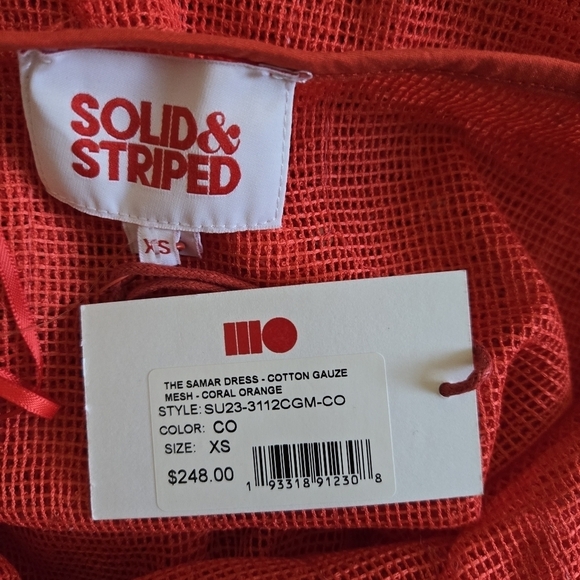 SOLID&
STRIPED
XS
THE SAMAR DRESS - COTTON GAUZE
MESH - CORAL ORANGE
STYLE: SU23-3112CGM-CO
COLOR: CO
SIZE: XS
$248.00
1 93318 91230 8